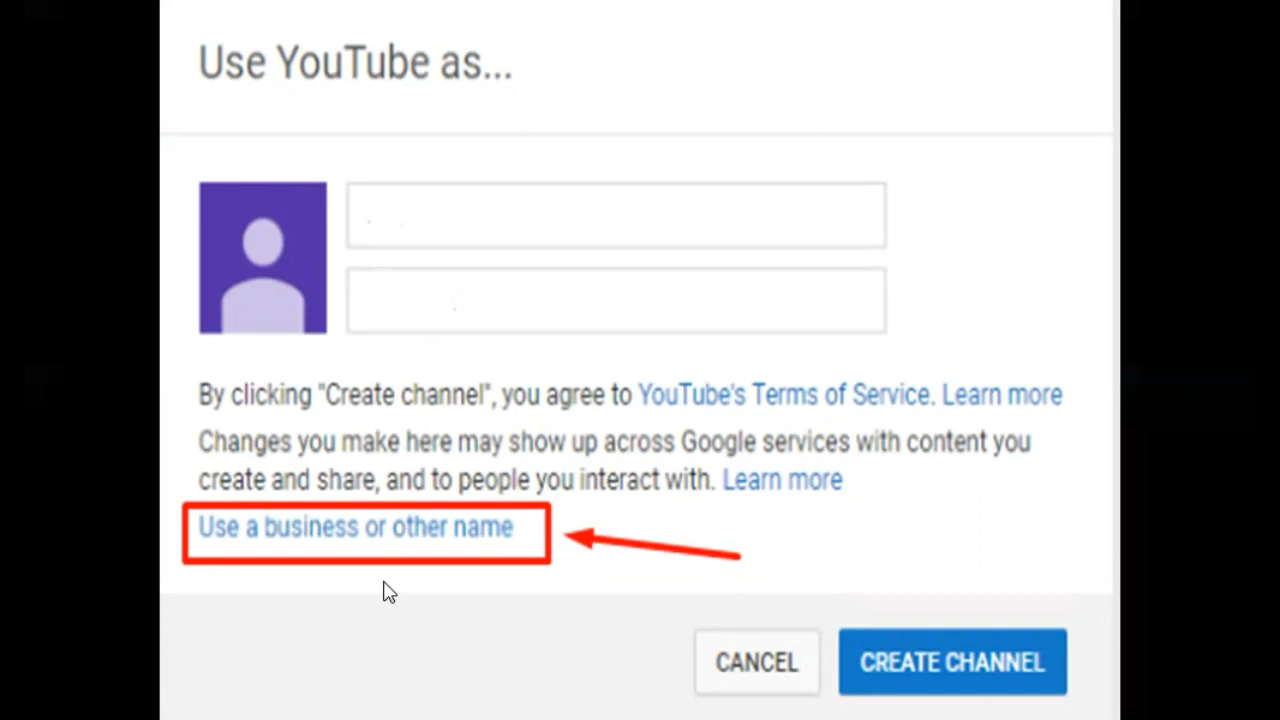 Use YouTube as...
By clicking "Create channel", you agree to YouTube's Terms of Service. Learn more
Changes you make here may show up across Google services with content you
create and share, and to people you interact with. Learn more
Use a business or other name
CANCEL
CREATE CHANNEL